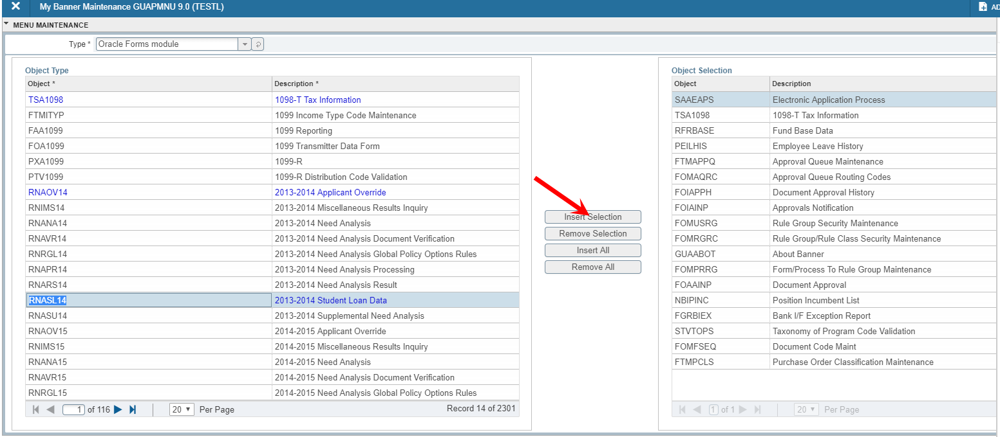 My Banner Maintenance GUAPMNU 9.0 (TESTL)
AD
MENU MAINTENANCE
Type * Oracle Forms module
Object Type
Object * Description *
TSA1098 1098-T Tax Information
FTMITYP 1099 Income Type Code Maintenance
FAA1099 1099 Reporting
FOA1099 1099 Transmitter Data Form
PXA1099 1099-R
PTV1099 1099-R Distribution Code Validation
RNAOV14 2013-2014 Applicant Override
RNIMS14 2013-2014 Miscellaneous Results Inquiry
RNANA14 2013-2014 Need Analysis
RNAVR14 2013-2014 Need Analysis Document Verification
RNRGL14 2013-2014 Need Analysis Global Policy Options Rules
RNAPR14 2013-2014 Need Analysis Processing
RNARS14 2013-2014 Need Analysis Result
RNASL14 2013-2014 Student Loan Data
RNASU14 2013-2014 Supplemental Need Analysis
RNAOV15 2014-2015 Applicant Override
RNIMS15 2014-2015 Miscellaneous Results Inquiry
RNANA15 2014-2015 Need Analysis
RNAVR15 2014-2015 Need Analysis Document Verification
RNRGL15 2014-2015 Need Analysis Global Policy Options Rules
1 of 116 20 Per Page Record 14 of 2301
Insert Selection
Remove Selection
Insert All
Remove All
Object Selection
Object Description
SAAEAPS Electronic Application Process
TSA1098 1098-T Tax Information
RFRBASE Fund Base Data
PEILHIS Employee Leave History
FTMAPPQ Approval Queue Maintenance
FOMAQRC Approval Queue Routing Codes
FOIAPPH Document Approval History
FOIAINP Approvals Notification
FOMUSRG Rule Group Security Maintenance
FOMRGRC Rule Group/Rule Class Security Maintenance
GUAABOT About Banner
FOMPRRG Form/Process To Rule Group Maintenance
FOAAINP Document Approval
NBIPINC Position Incumbent List
FGRBIEX Bank I/F Exception Report
STVTOPS Taxonomy of Program Code Validation
FOMFSEQ Document Code Maint
FTMPCLS Purchase Order Classification Maintenance
1 of 1 20 Per Page